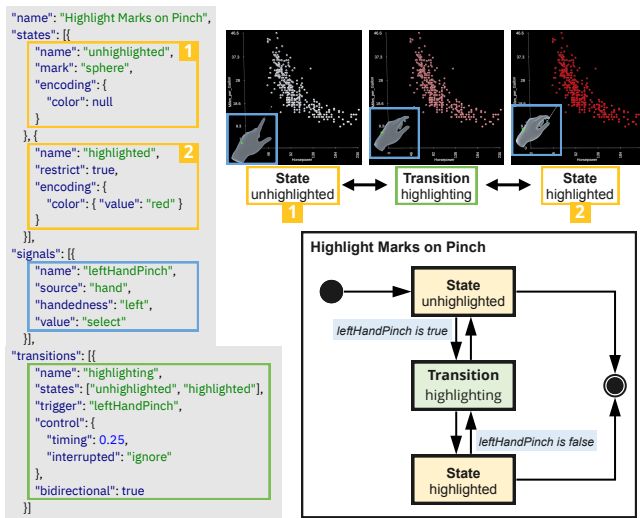 "name": "Highlight Marks on Pinch",
"states": [{
"name": "unhighlighted",
1
"mark": "sphere",
"encoding": {
"color": null
}
}, {
"name": "highlighted",
2
"restrict": true,
"encoding": {
"color": { "value": "red" }
}
}],
"signals": [{
"name": "leftHandPinch",
"source": "hand",
"handedness": "left",
"value": "select"
}],
"transitions": [{
"name": "highlighting",
"states": ["unhighlighted", "highlighted"],
"trigger": "leftHandPinch",
"control": {
"timing": 0.25,
"interrupted": "ignore"
},
"bidirectional": true
}]
Horsepower
Horsepower
Horsepower
State
unhighlighted
1
Transition
highlighting
State
highlighted
2
Highlight Marks on Pinch
State
unhighlighted
leftHandPinch is true
Transition
highlighting
leftHandPinch is false
State
highlighted